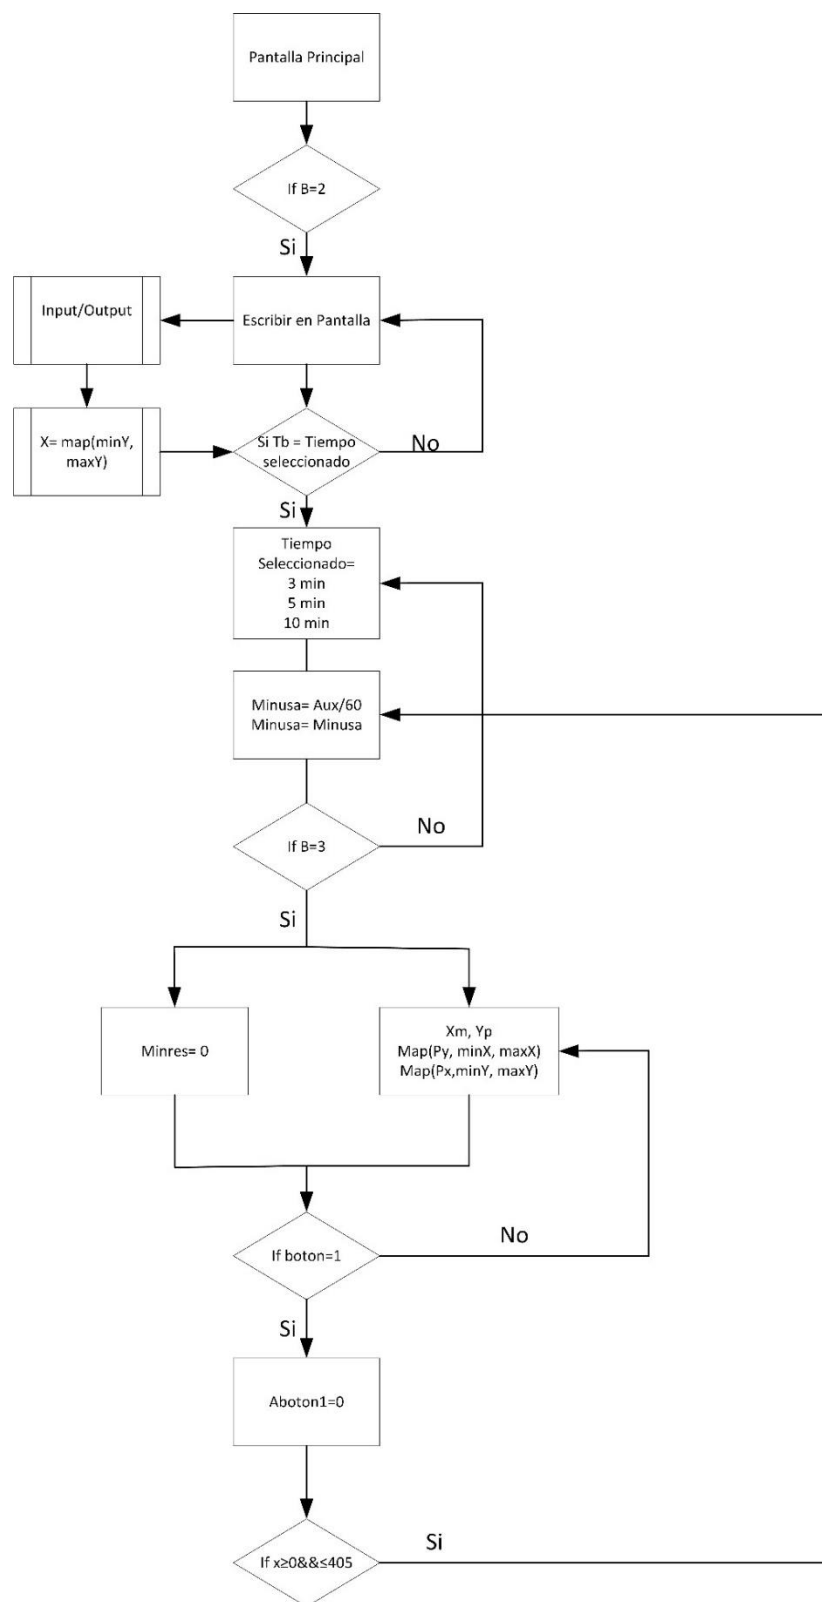 Pantalla Principal
If B=2
Si
Input/Output
Escribir en Pantalla
X= map(minY,
maxY)
Si Tb = Tiempo
seleccionado
No
Si
Tiempo
Seleccionado=
3 min
5 min
10 min
Minusa= Aux/60
Minusa= Minusa
If B=3
No
Si
Minres= 0
Xm, Yp
Map(Py, minX, maxX)
Map(Px,minY, maxY)
If boton=1
No
Si
Aboton1=0
If x≥0&&≤405
Si